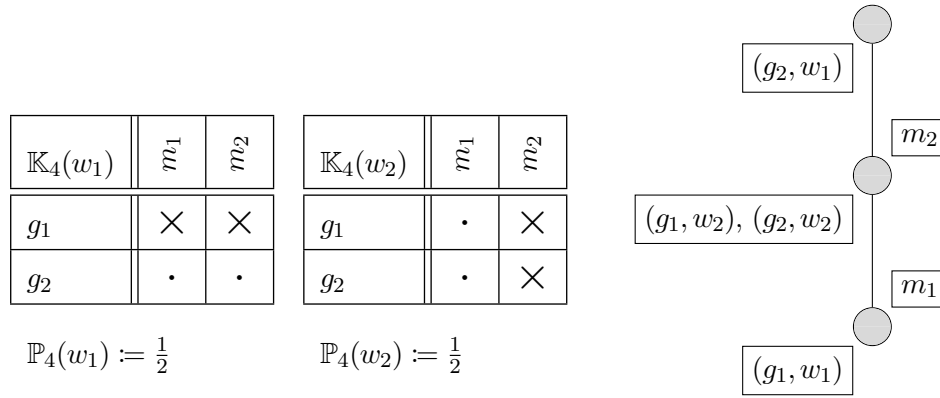 𝕂₄(w₁) m₁ m₂
g₁ × ×
g₂ · ·
ℙ₄(w₁) := 1/2
𝕂₄(w₂) m₁ m₂
g₁ · ×
g₂ · ×
ℙ₄(w₂) := 1/2
(g₂, w₁)
m₂
(g₁, w₂), (g₂, w₂)
m₁
(g₁, w₁)